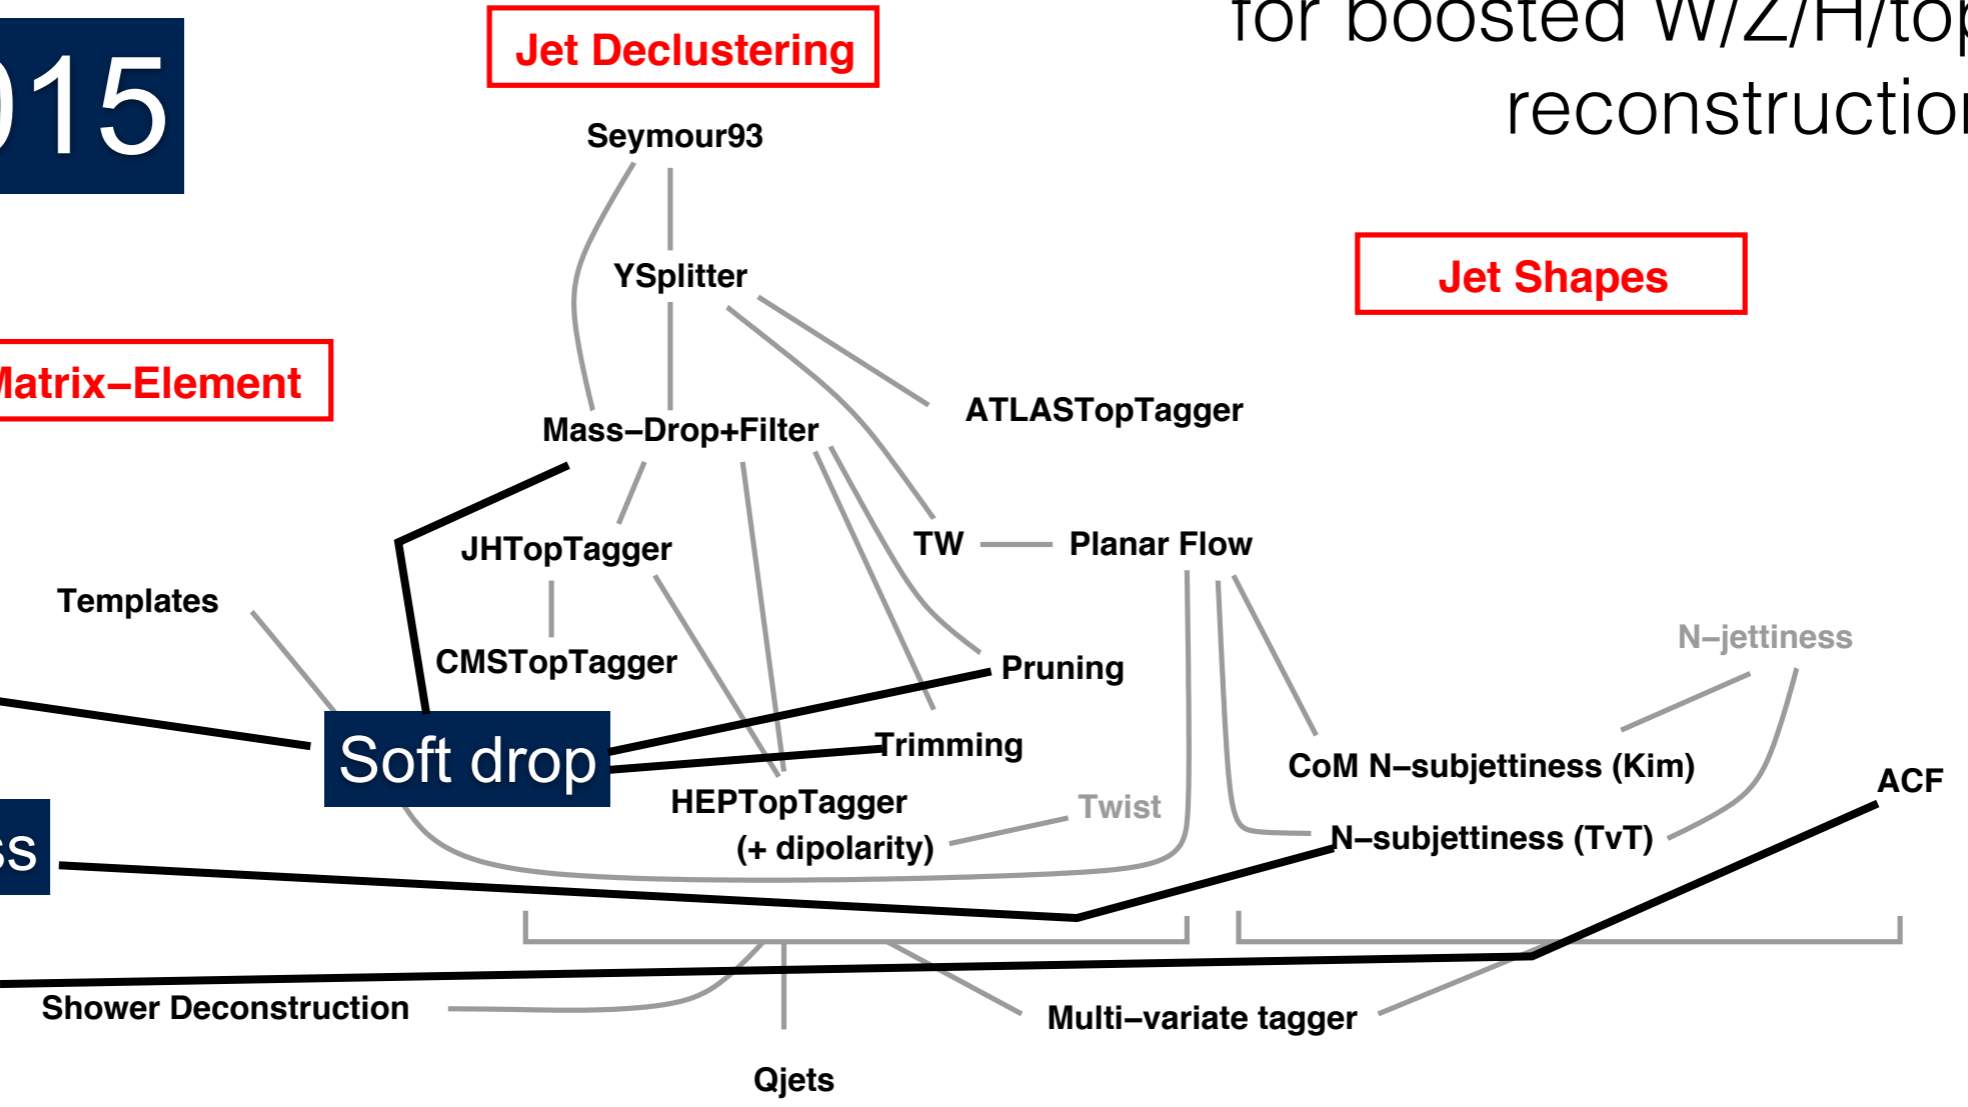 for boosted W/Z/H/top
reconstruction
015
Jet Declustering
Seymour93
YSplitter
Jet Shapes
Matrix–Element
ATLASTopTagger
Mass–Drop+Filter
JHTopTagger
TW
Planar Flow
Templates
N–jettiness
CMSTopTagger
Pruning
Soft drop
Trimming
CoM N–subjettiness (Kim)
ACF
HEPTopTagger
(+ dipolarity)
Twist
N–subjettiness (TvT)
ss
Shower Deconstruction
Multi–variate tagger
Qjets